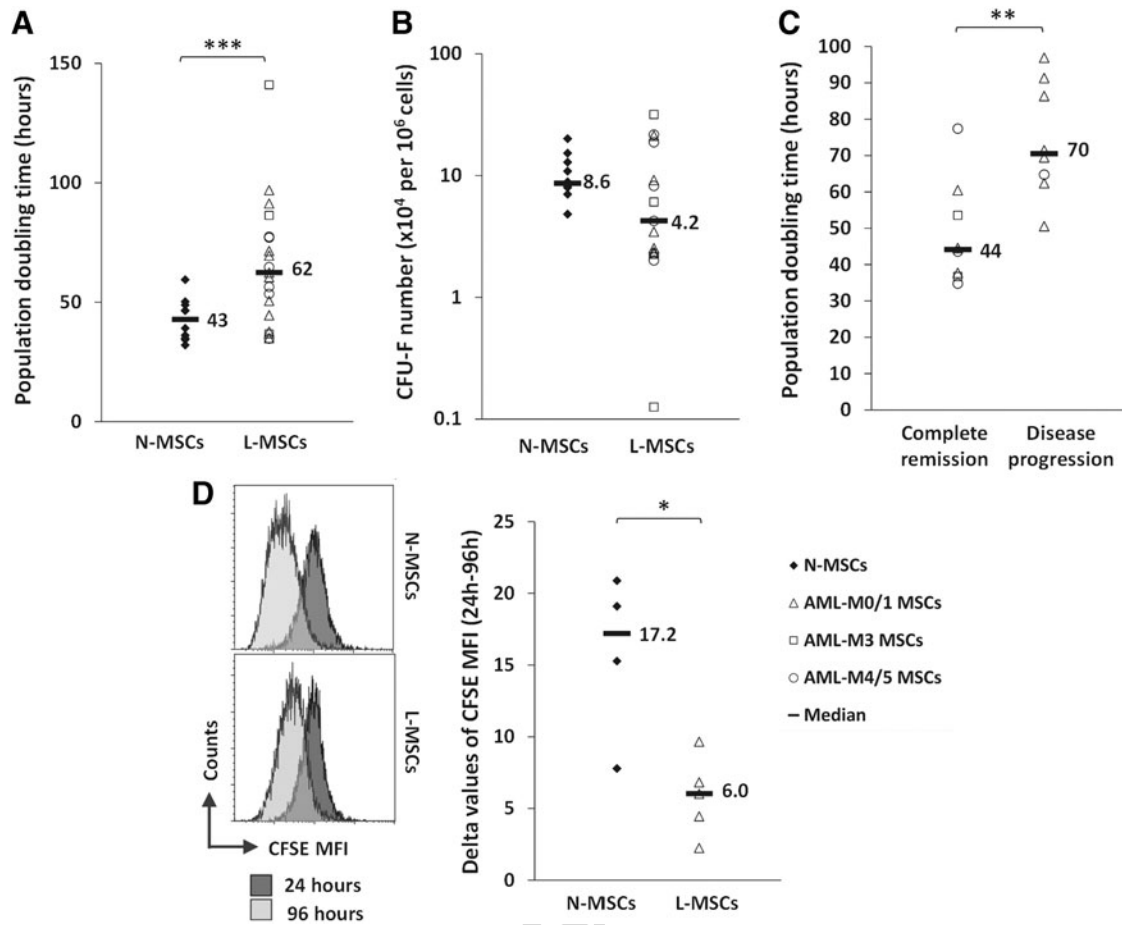 A
Population doubling time (hours)
150
100
50
0
***
43
62
N-MSCs
L-MSCs
B
CFU-F number (x10⁴ per 10⁶ cells)
100
10
1
0.1
8.6
4.2
N-MSCs
L-MSCs
C
Population doubling time (hours)
100
90
80
70
60
50
40
30
20
10
0
**
44
70
Complete
remission
Disease
progression
D
N-MSCs
L-MSCs
Counts
CFSE MFI
24 hours
96 hours
Delta values of CFSE MFI (24h-96h)
25
20
15
10
5
0
*
17.2
6.0
N-MSCs
L-MSCs
N-MSCs
AML-M0/1 MSCs
AML-M3 MSCs
AML-M4/5 MSCs
Median